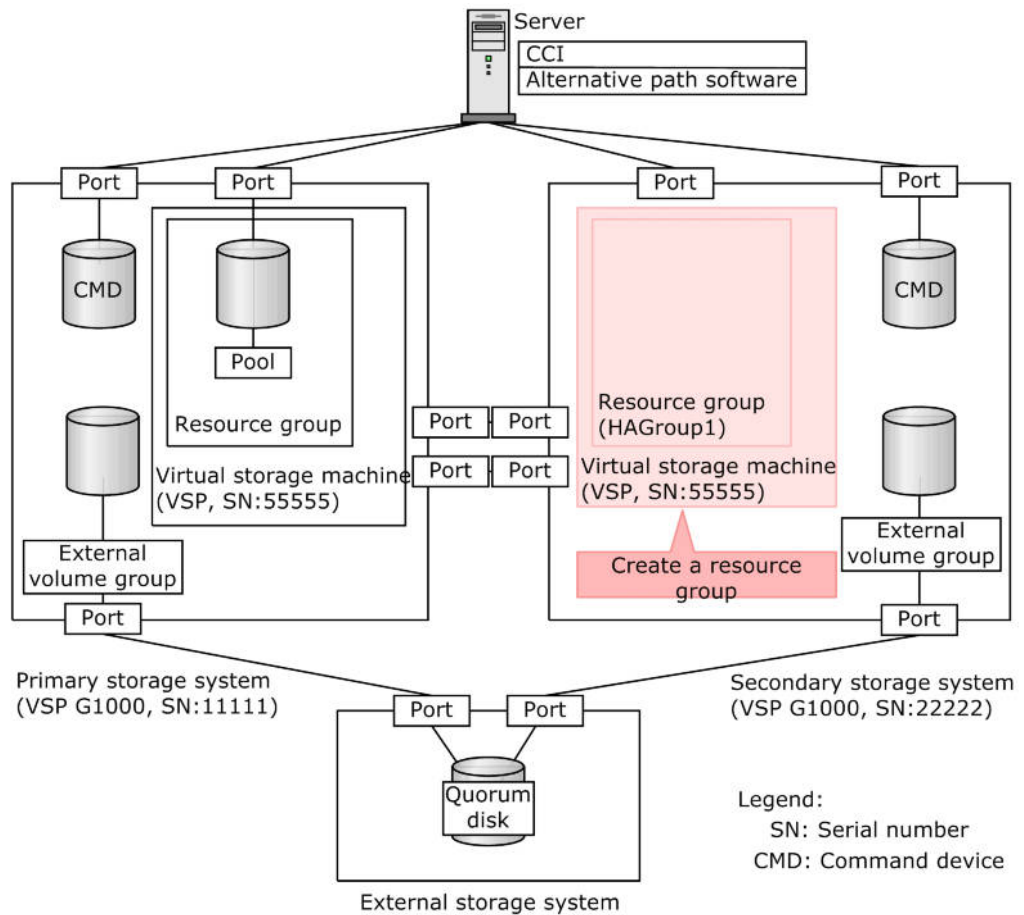 Server
CCI
Alternative path software
Port
Port
Port
Port
CMD
CMD
Pool
Resource group
Virtual storage machine
(VSP, SN:55555)
Port
Port
Port
Port
Resource group
(HAGroup1)
Virtual storage machine
(VSP, SN:55555)
Create a resource
group
External
volume group
External
volume group
Port
Port
Primary storage system
(VSP G1000, SN:11111)
Secondary storage system
(VSP G1000, SN:22222)
Port
Port
Quorum
disk
External storage system
Legend:
SN: Serial number
CMD: Command device